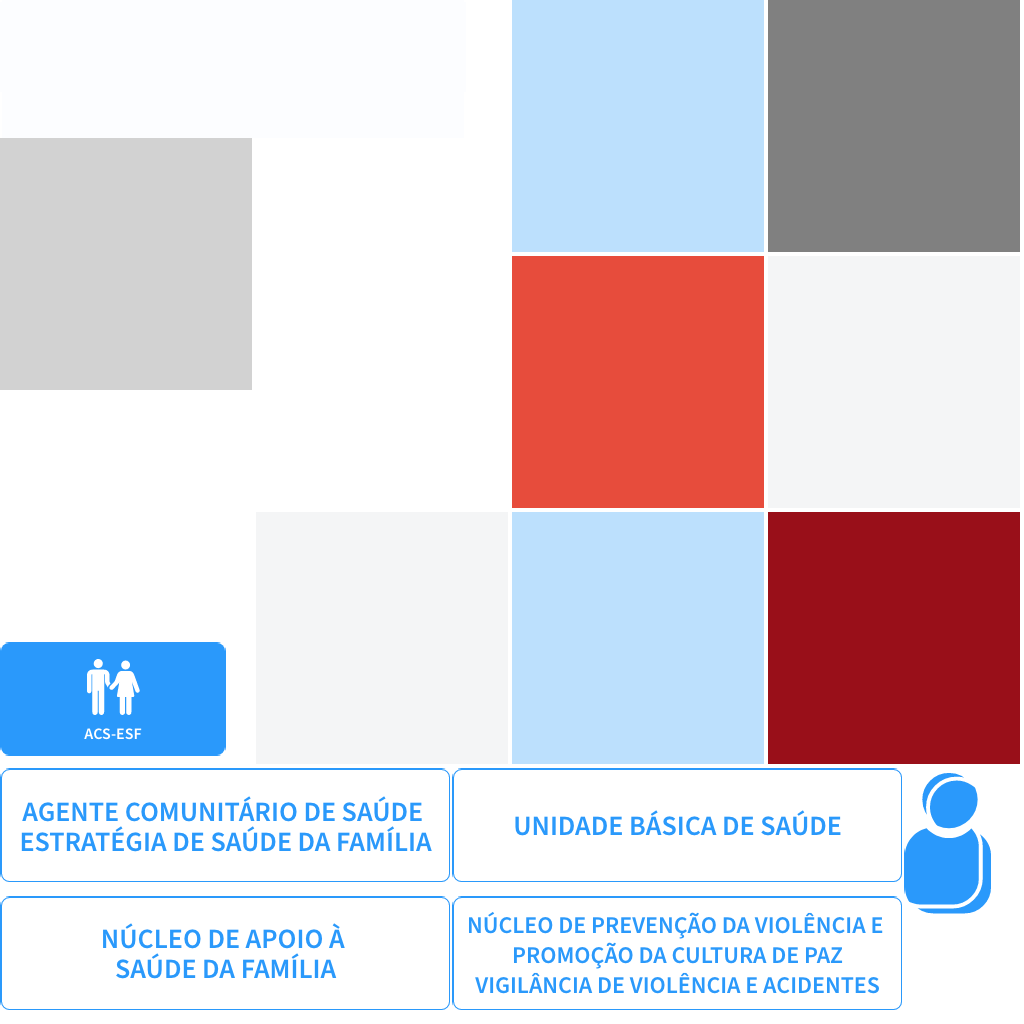 ACS-ESF
AGENTE COMUNITÁRIO DE SAÚDE
ESTRATÉGIA DE SAÚDE DA FAMÍLIA
UNIDADE BÁSICA DE SAÚDE
NÚCLEO DE APOIO À
SAÚDE DA FAMÍLIA
NÚCLEO DE PREVENÇÃO DA VIOLÊNCIA E
PROMOÇÃO DA CULTURA DE PAZ
VIGILÂNCIA DE VIOLÊNCIA E ACIDENTES